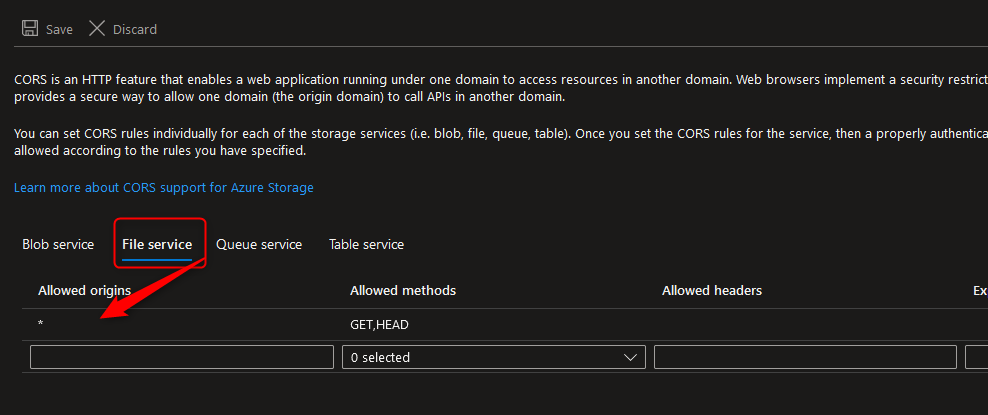 Save Discard
CORS is an HTTP feature that enables a web application running under one domain to access resources in another domain. Web browsers implement a security restrict
provides a secure way to allow one domain (the origin domain) to call APIs in another domain.
You can set CORS rules individually for each of the storage services (i.e. blob, file, queue, table). Once you set the CORS rules for the service, then a properly authentica
allowed according to the rules you have specified.
Learn more about CORS support for Azure Storage
Blob service File service Queue service Table service
Allowed origins Allowed methods Allowed headers Ex
* GET,HEAD
0 selected